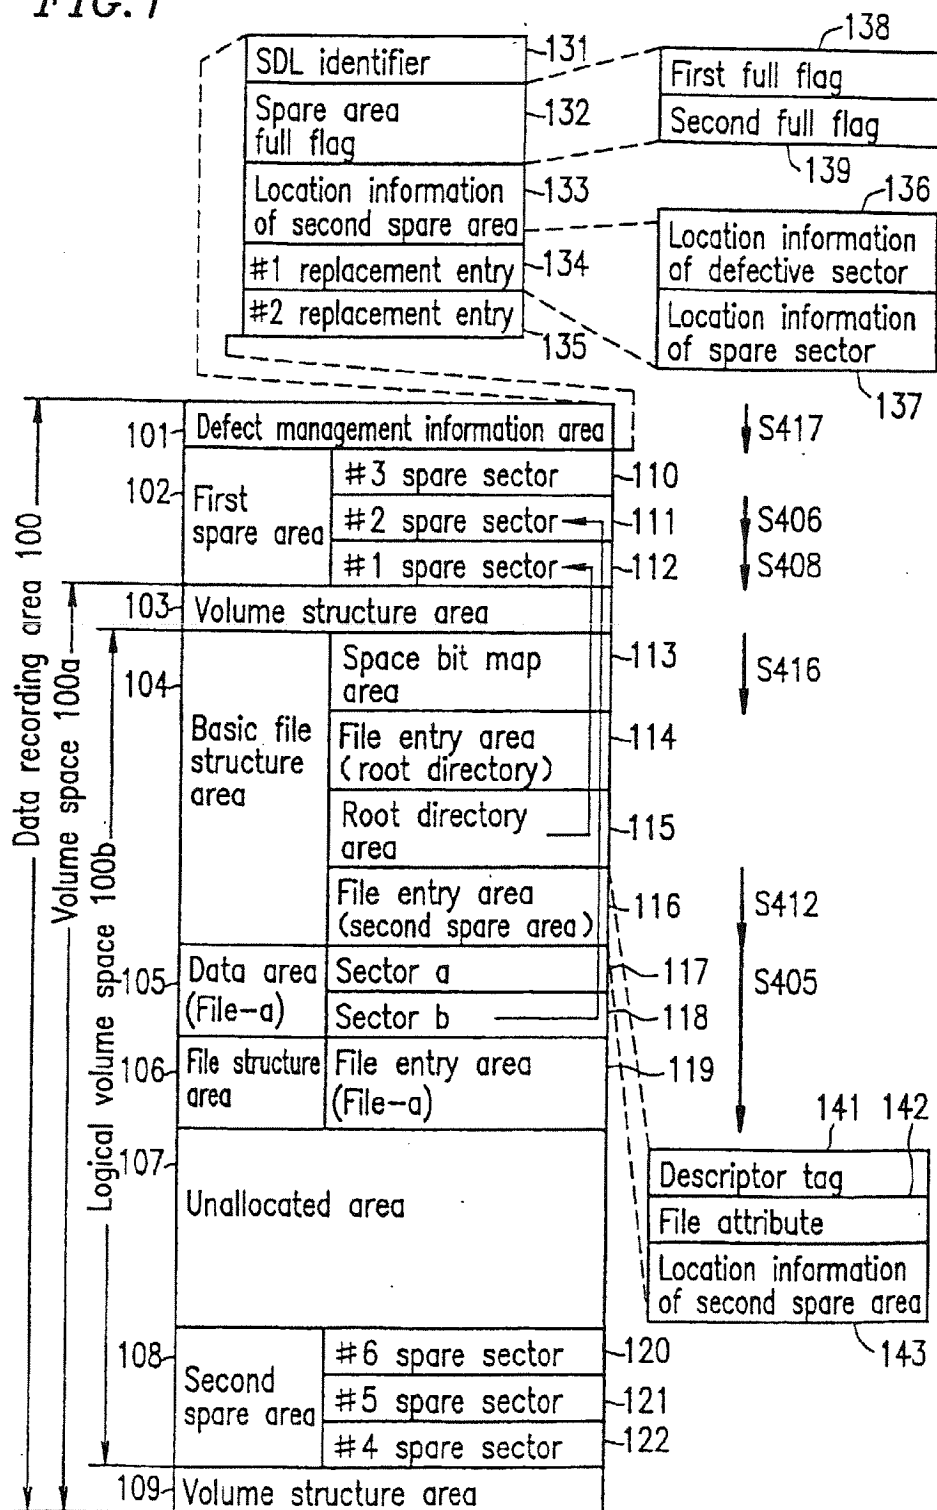 FIG. 1
SDL identifier
131
Spare area
full flag
132
Location information
of second spare area
133
#1 replacement entry
134
#2 replacement entry
135
138
First full flag
Second full flag
139
136
Location information
of defective sector
Location information
of spare sector
137
Data recording area 100
Volume space 100a
Logical volume space 100b
101
Defect management information area
S417
102
First
spare area
#3 spare sector
110
#2 spare sector
111
S406
#1 spare sector
112
S408
103
Volume structure area
104
Basic file
structure
area
Space bit map
area
113
S416
File entry area
(root directory)
114
Root directory
area
115
File entry area
(second spare area)
116
S412
105
Data area
(File-a)
Sector a
117
S405
Sector b
118
106
File structure
area
File entry area
(File-a)
119
107
Unallocated area
141 142
Descriptor tag
File attribute
Location information
of second spare area
143
108
Second
spare area
#6 spare sector
120
#5 spare sector
121
#4 spare sector
122
109
Volume structure area